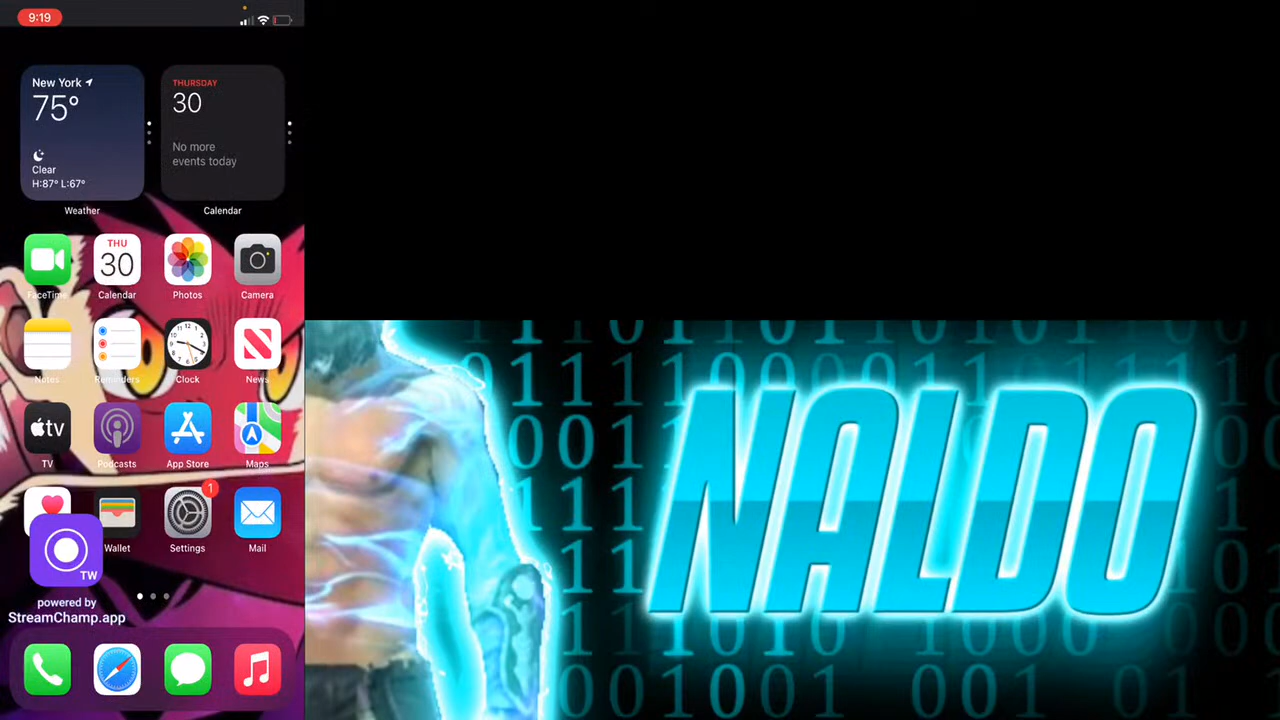 9:19
New York
75°
Clear
H:87° L:67°
Weather
THURSDAY
30
No more
events today
Calendar
FaceTime
THU
30
Calendar
Photos
Camera
Notes
Reminders
Clock
News
tv
TV
Podcasts
App Store
Maps
Wallet
1
Settings
Mail
TW
powered by
StreamChamp.app
NALDO